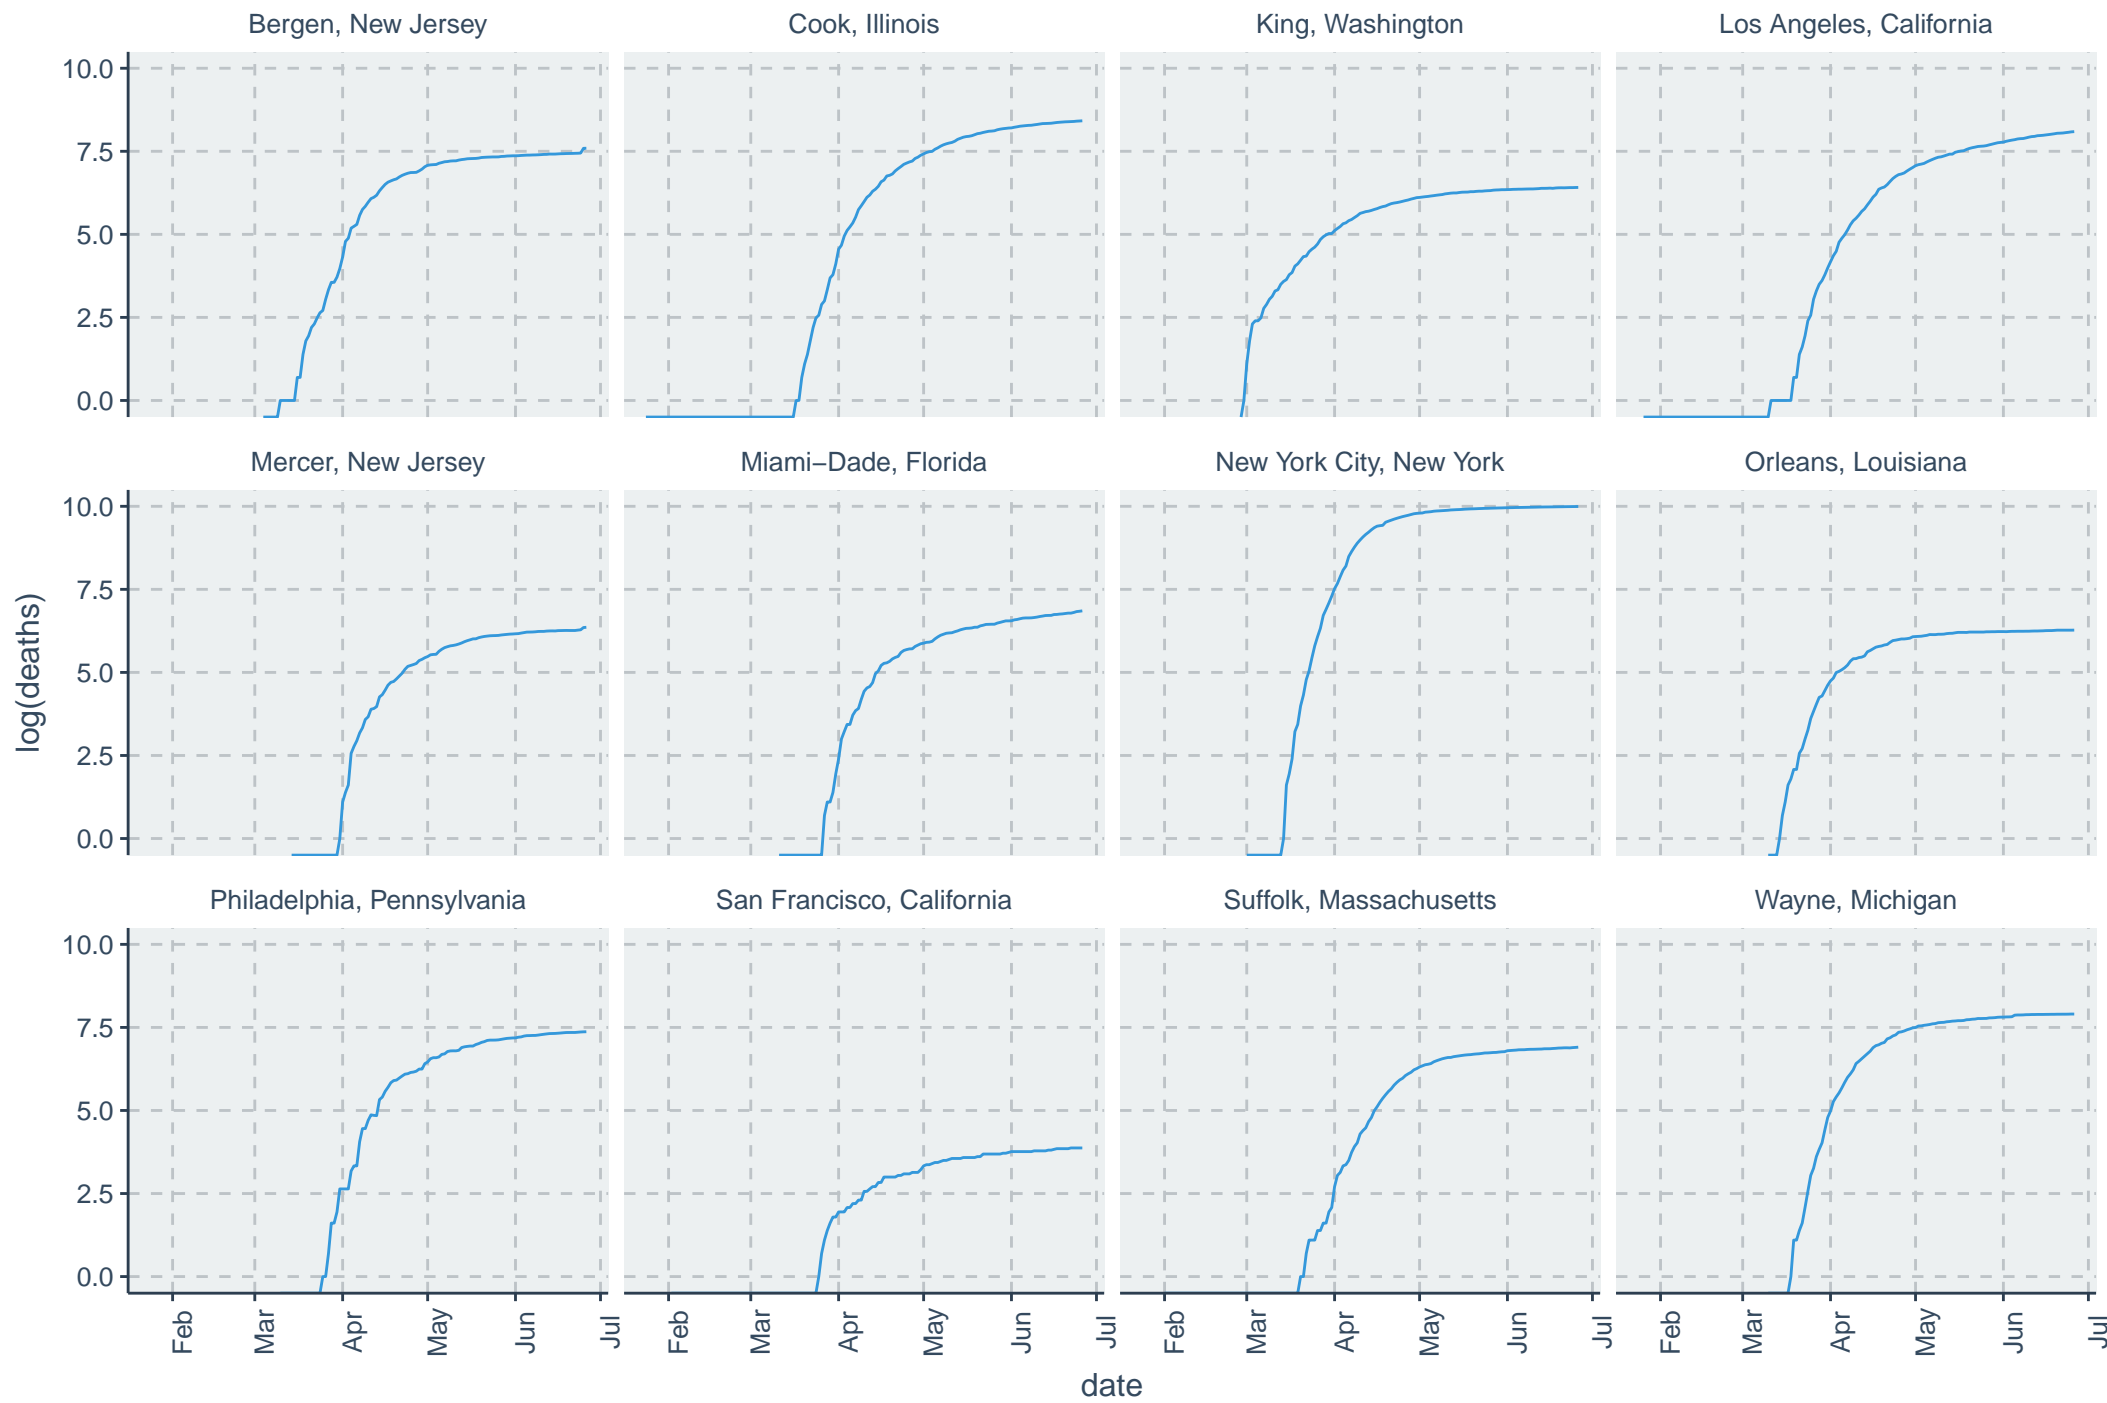 Bergen, New Jersey
Cook, Illinois
King, Washington
Los Angeles, California
10.0
7.5
5.0
2.5
0.0
Mercer, New Jersey
Miami−Dade, Florida
New York City, New York
Orleans, Louisiana
10.0
7.5
5.0
2.5
0.0
log(deaths)
Philadelphia, Pennsylvania
San Francisco, California
Suffolk, Massachusetts
Wayne, Michigan
10.0
7.5
5.0
2.5
0.0
Feb Mar Apr May Jun Jul
Feb Mar Apr May Jun Jul
Feb Mar Apr May Jun Jul
Feb Mar Apr May Jun Jul
date